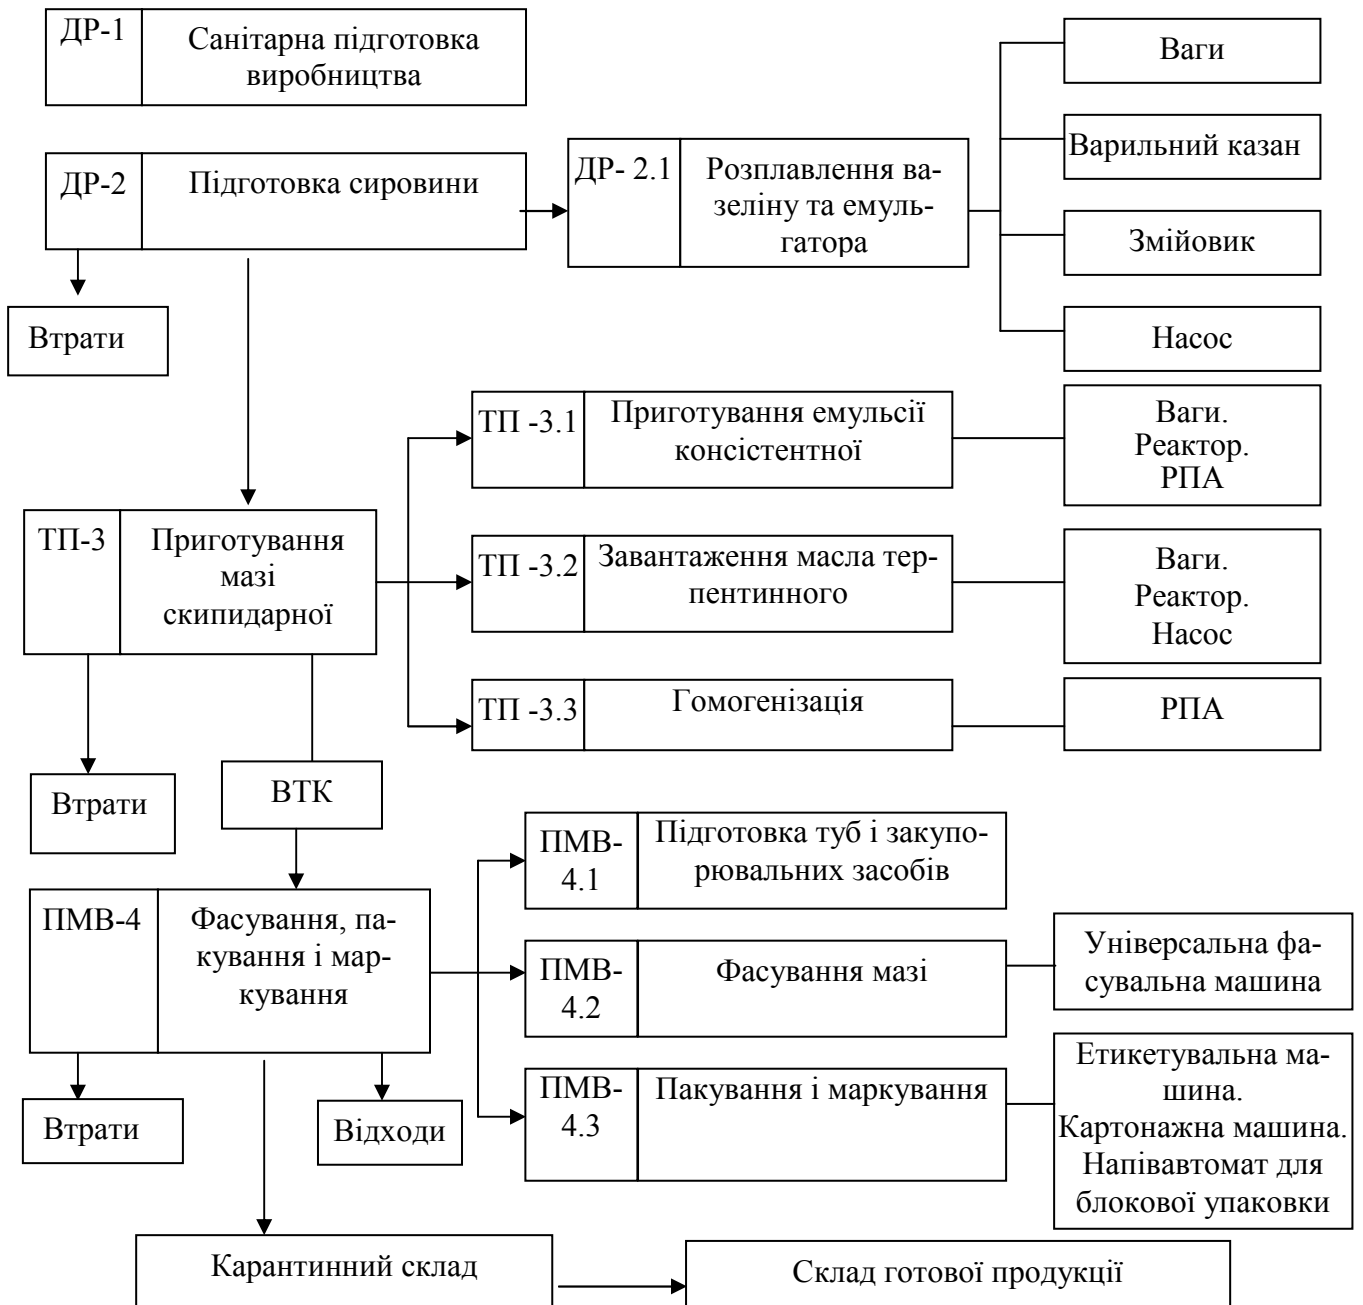 ДР-1
Санітарна підготовка
виробництва
Ваги
Варильний казан
ДР-2
Підготовка сировини
ДР- 2.1
Розплавлення ва-
зеліну та емуль-
гатора
Змійовик
Насос
Втрати
ТП -3.1
Приготування емульсії
консістентної
Ваги.
Реактор.
РПА
ТП-3
Приготування
мазі
скипидарної
ТП -3.2
Завантаження масла тер-
пентинного
Ваги.
Реактор.
Насос
ТП -3.3
Гомогенізація
РПА
Втрати
ВТК
ПМВ-
4.1
Підготовка туб і закупо-
рювальних засобів
ПМВ-4
Фасування, па-
кування і мар-
кування
ПМВ-
4.2
Фасування мазі
Універсальна фа-
сувальна машина
ПМВ-
4.3
Пакування і маркування
Етикетувальна ма-
шина.
Картонажна машина.
Напівавтомат для
блокової упаковки
Втрати
Відходи
Карантинний склад
Склад готової продукції